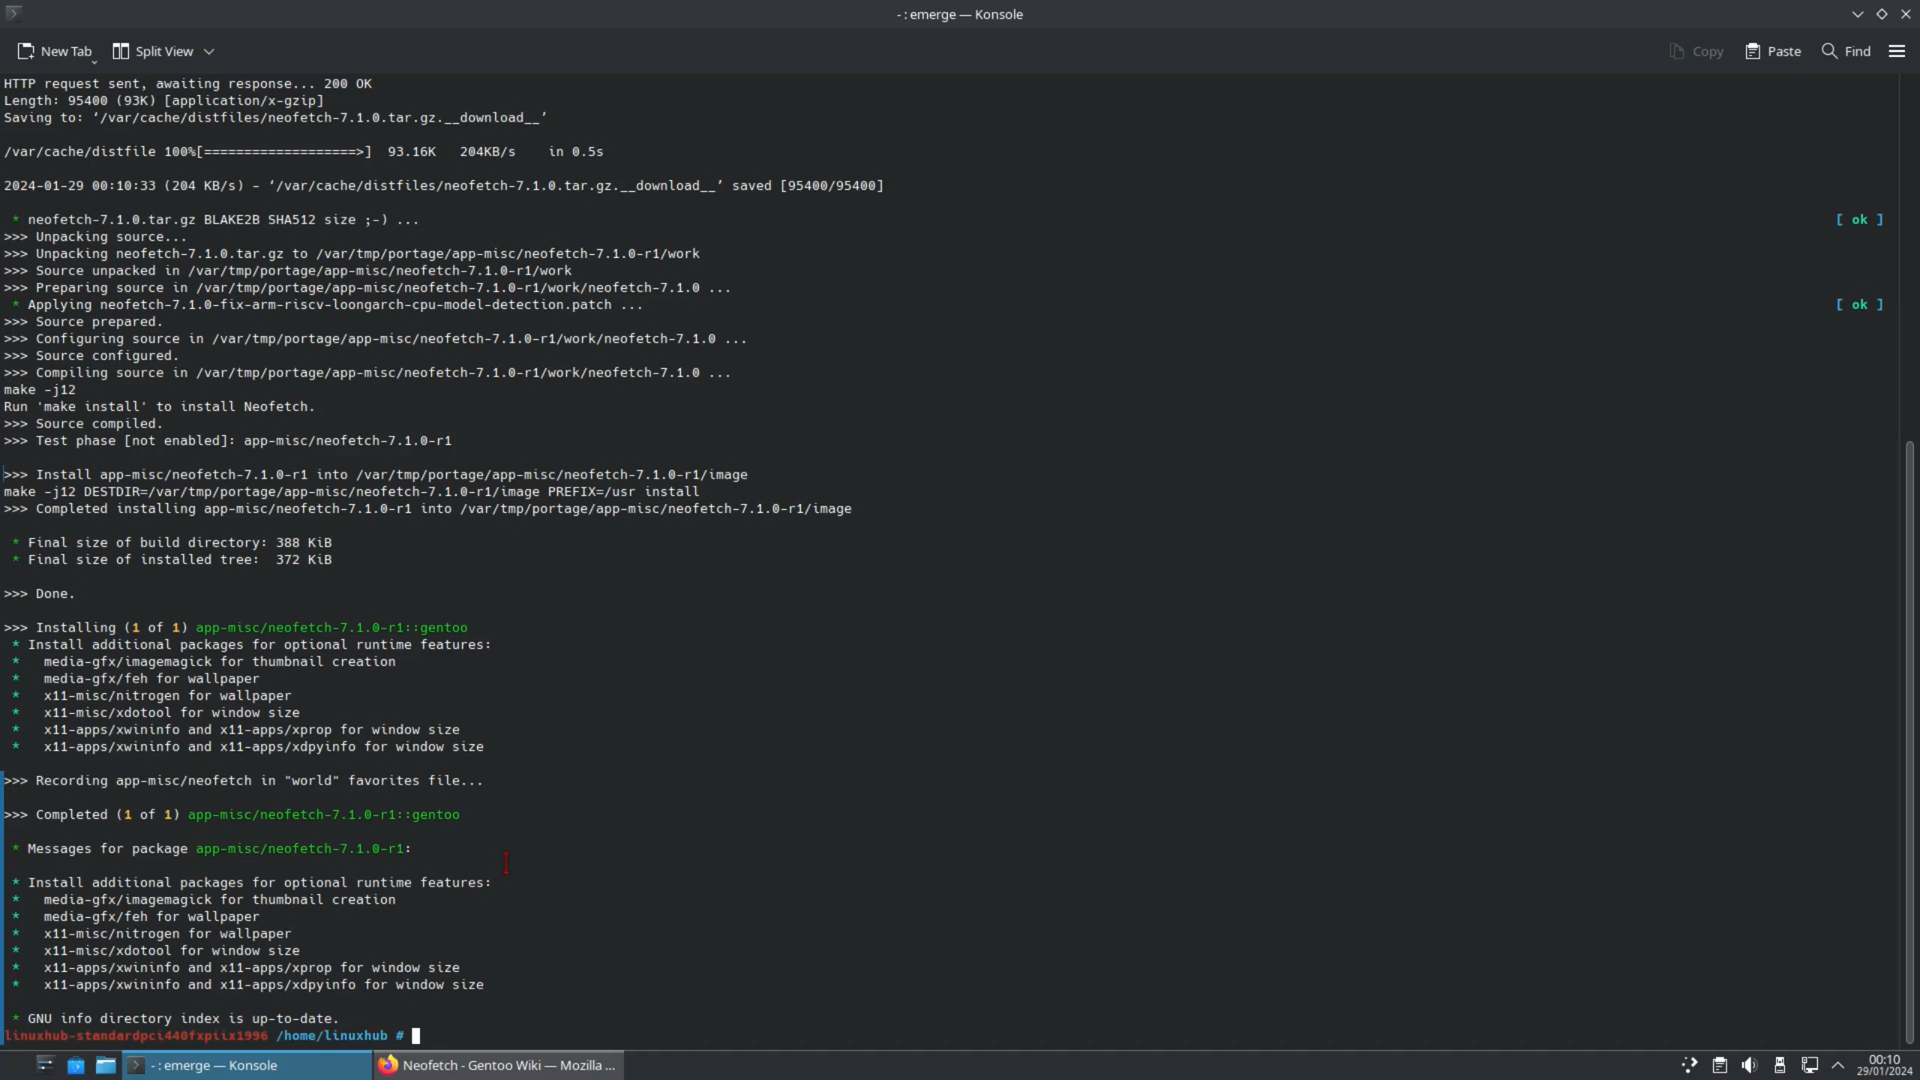 - : emerge — Konsole
New Tab
Split View
Copy
Paste
Find
HTTP request sent, awaiting response... 200 OK
Length: 95400 (93K) [application/x-gzip]
Saving to: ‘/var/cache/distfiles/neofetch-7.1.0.tar.gz.__download__’
/var/cache/distfile 100%[===================>]  93.16K   204KB/s    in 0.5s
2024-01-29 00:10:33 (204 KB/s) - ‘/var/cache/distfiles/neofetch-7.1.0.tar.gz.__download__’ saved [95400/95400]
* neofetch-7.1.0.tar.gz BLAKE2B SHA512 size ;-) ... [ ok ]
>>> Unpacking source...
>>> Unpacking neofetch-7.1.0.tar.gz to /var/tmp/portage/app-misc/neofetch-7.1.0-r1/work
>>> Source unpacked in /var/tmp/portage/app-misc/neofetch-7.1.0-r1/work
>>> Preparing source in /var/tmp/portage/app-misc/neofetch-7.1.0-r1/work/neofetch-7.1.0 ...
* Applying neofetch-7.1.0-fix-arm-riscv-loongarch-cpu-model-detection.patch ... [ ok ]
>>> Source prepared.
>>> Configuring source in /var/tmp/portage/app-misc/neofetch-7.1.0-r1/work/neofetch-7.1.0 ...
>>> Source configured.
>>> Compiling source in /var/tmp/portage/app-misc/neofetch-7.1.0-r1/work/neofetch-7.1.0 ...
make -j12
Run 'make install' to install Neofetch.
>>> Source compiled.
>>> Test phase [not enabled]: app-misc/neofetch-7.1.0-r1
>>> Install app-misc/neofetch-7.1.0-r1 into /var/tmp/portage/app-misc/neofetch-7.1.0-r1/image
make -j12 DESTDIR=/var/tmp/portage/app-misc/neofetch-7.1.0-r1/image PREFIX=/usr install
>>> Completed installing app-misc/neofetch-7.1.0-r1 into /var/tmp/portage/app-misc/neofetch-7.1.0-r1/image
* Final size of build directory: 388 KiB
* Final size of installed tree:  372 KiB
>>> Done.
>>> Installing (1 of 1) app-misc/neofetch-7.1.0-r1::gentoo
* Install additional packages for optional runtime features:
*   media-gfx/imagemagick for thumbnail creation
*   media-gfx/feh for wallpaper
*   x11-misc/nitrogen for wallpaper
*   x11-misc/xdotool for window size
*   x11-apps/xwininfo and x11-apps/xprop for window size
*   x11-apps/xwininfo and x11-apps/xdpyinfo for window size
>>> Recording app-misc/neofetch in "world" favorites file...
>>> Completed (1 of 1) app-misc/neofetch-7.1.0-r1::gentoo
* Messages for package app-misc/neofetch-7.1.0-r1:
* Install additional packages for optional runtime features:
*   media-gfx/imagemagick for thumbnail creation
*   media-gfx/feh for wallpaper
*   x11-misc/nitrogen for wallpaper
*   x11-misc/xdotool for window size
*   x11-apps/xwininfo and x11-apps/xprop for window size
*   x11-apps/xwininfo and x11-apps/xdpyinfo for window size
* GNU info directory index is up-to-date.
linuxhub-standardpci440fxpiix1996 /home/linuxhub #
- : emerge — Konsole
Neofetch - Gentoo Wiki — Mozilla ...
00:10
29/01/2024